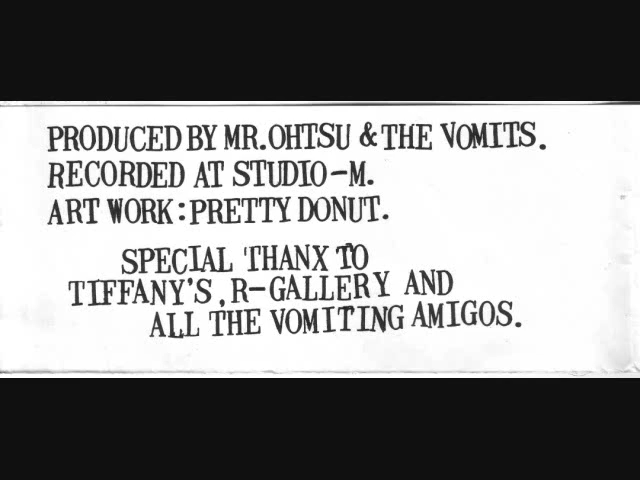 PRODUCED BY MR.OHTSU & THE VOMITS.
RECORDED AT STUDIO-M.
ART WORK:PRETTY DONUT.
SPECIAL THANX TO
TIFFANY'S, R-GALLERY AND
ALL THE VOMITING AMIGOS.